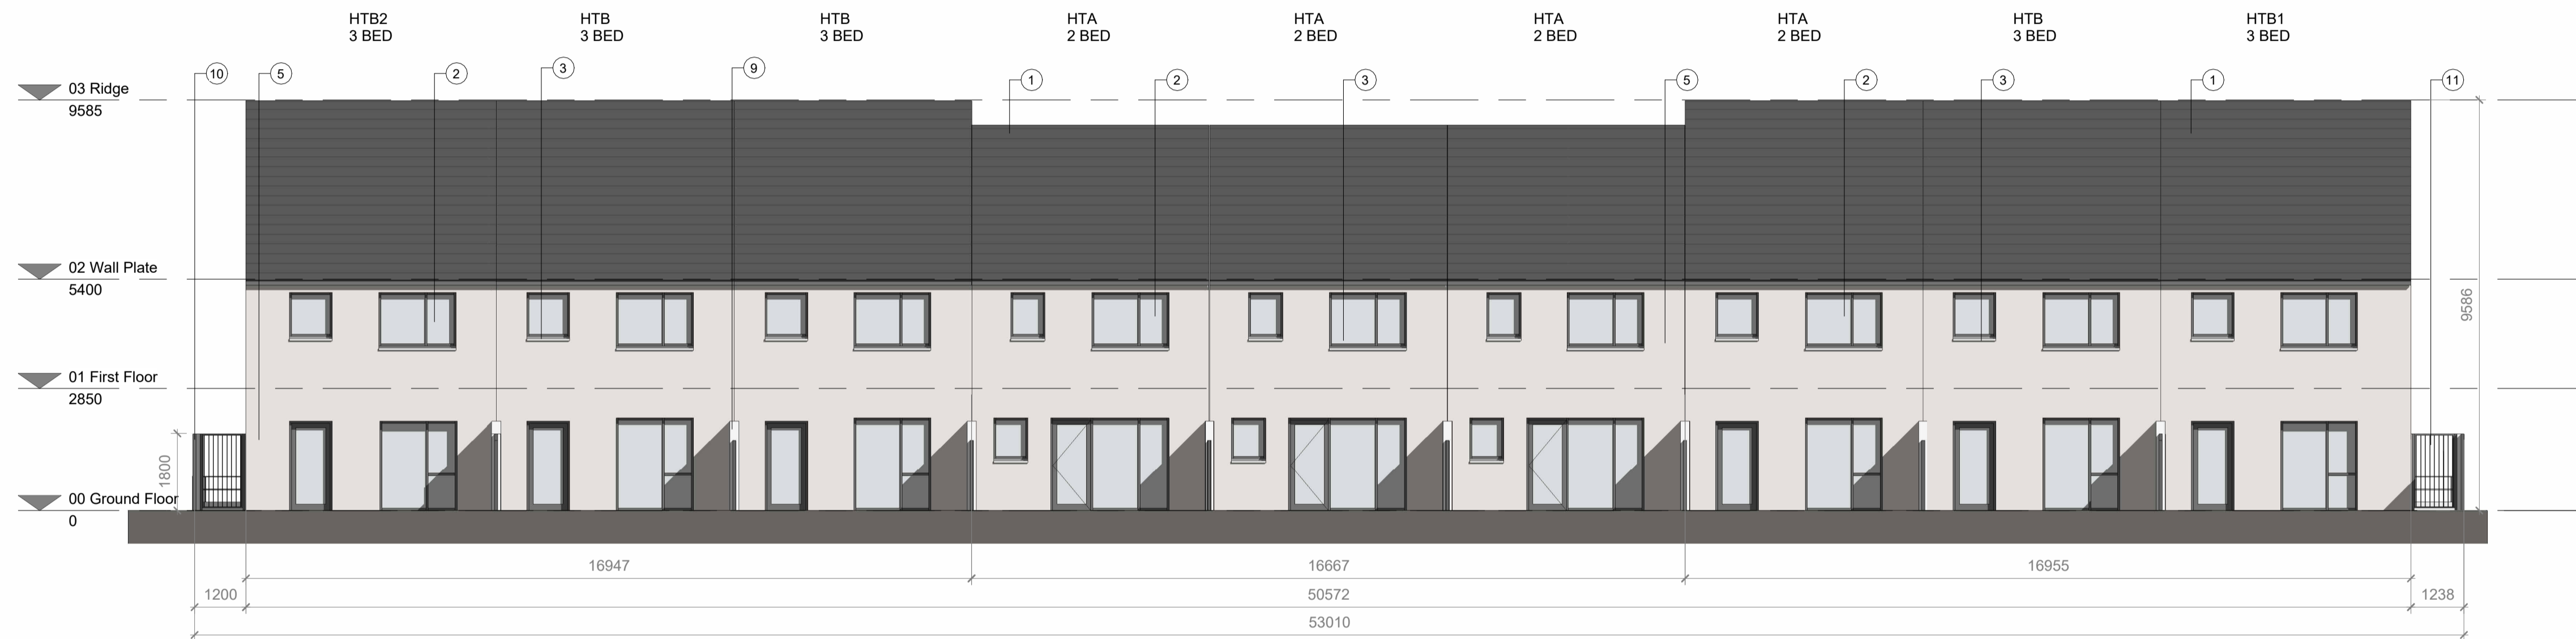 HTB2
3 BED
HTB
3 BED
HTB
3 BED
HTA
2 BED
HTA
2 BED
HTA
2 BED
HTA
2 BED
HTB
3 BED
HTB1
3 BED
10
5
2
3
9
1
2
3
5
2
3
1
11
03 Ridge
9585
02 Wall Plate
5400
01 First Floor
2850
00 Ground Floor
0
1800
9586
16947
16667
16955
1200
50572
1238
53010